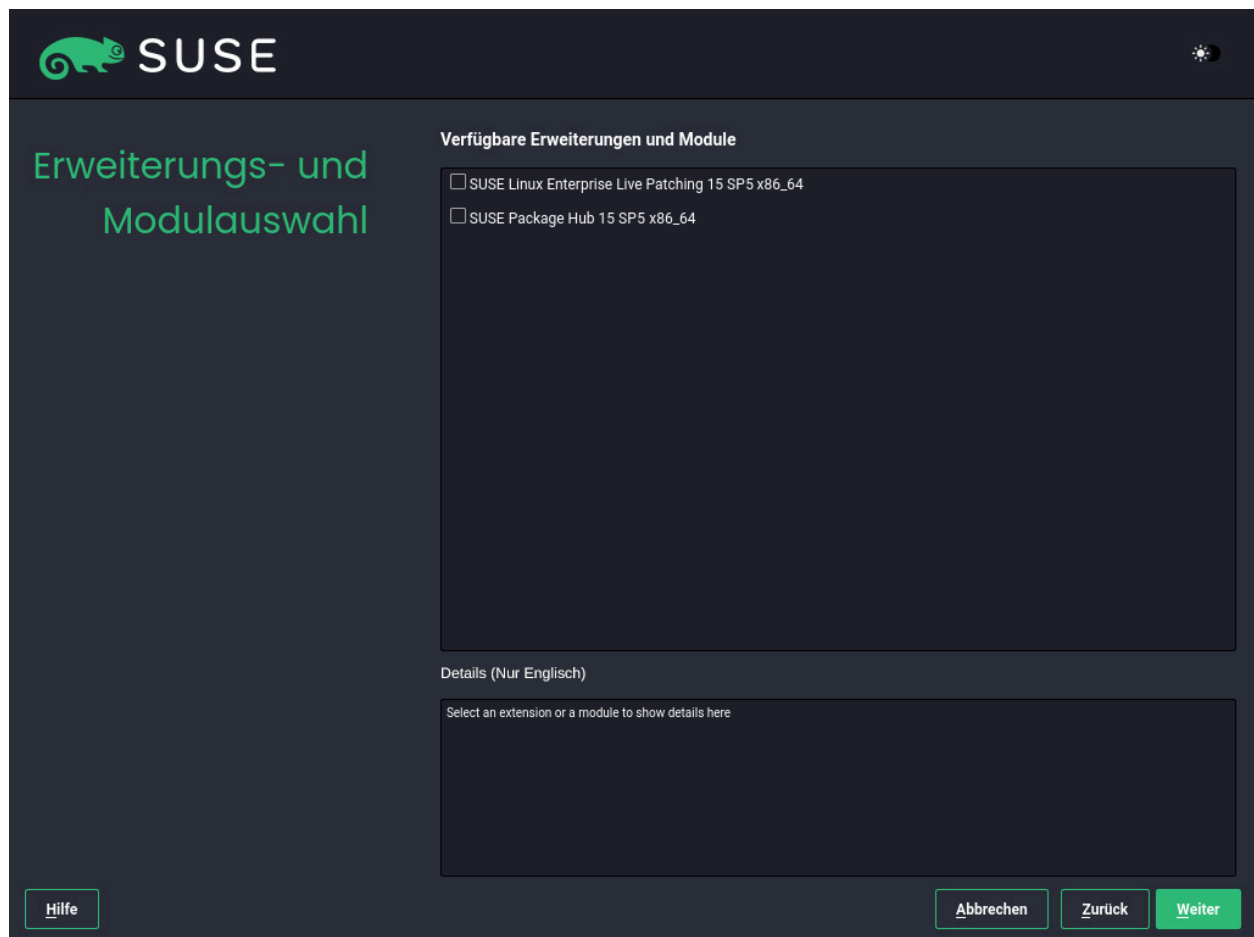 SUSE
Erweiterungs- und
Modulauswahl
Verfügbare Erweiterungen und Module
SUSE Linux Enterprise Live Patching 15 SP5 x86_64
SUSE Package Hub 15 SP5 x86_64
Details (Nur Englisch)
Select an extension or a module to show details here
Hilfe
Abbrechen
Zurück
Weiter